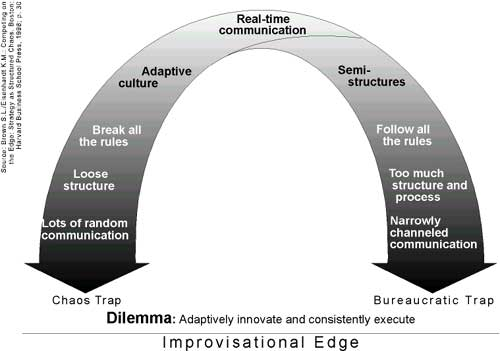 Source: Brown S.L./Eisenhardt K.M.- Competing on
the Edge: Strategy as Structured Chaos. Boston:
Harvard Business School Press, 1998; p. 30
Real-time
communication
Adaptive
culture
Semi-
structures
Break all
the rules
Follow all
the rules
Loose
structure
Too much
structure and
process
Lots of random
communication
Narrowly
channeled
communication
Chaos Trap
Bureaucratic Trap
Dilemma: Adaptively innovate and consistently execute
Improvisational Edge